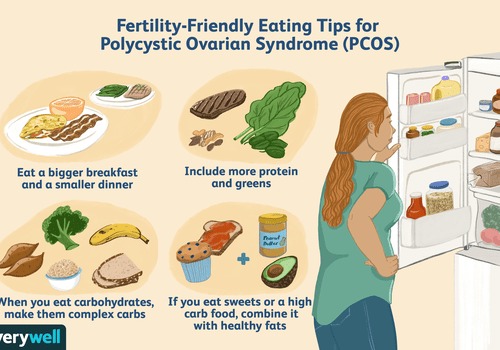 Fertility-Friendly Eating Tips for
Polycystic Ovarian Syndrome (PCOS)
Eat a bigger breakfast
and a smaller dinner
Include more protein
and greens
When you eat carbohydrates,
make them complex carbs
Peanut
Butter
If you eat sweets or a high
carb food, combine it
with healthy fats
verywell